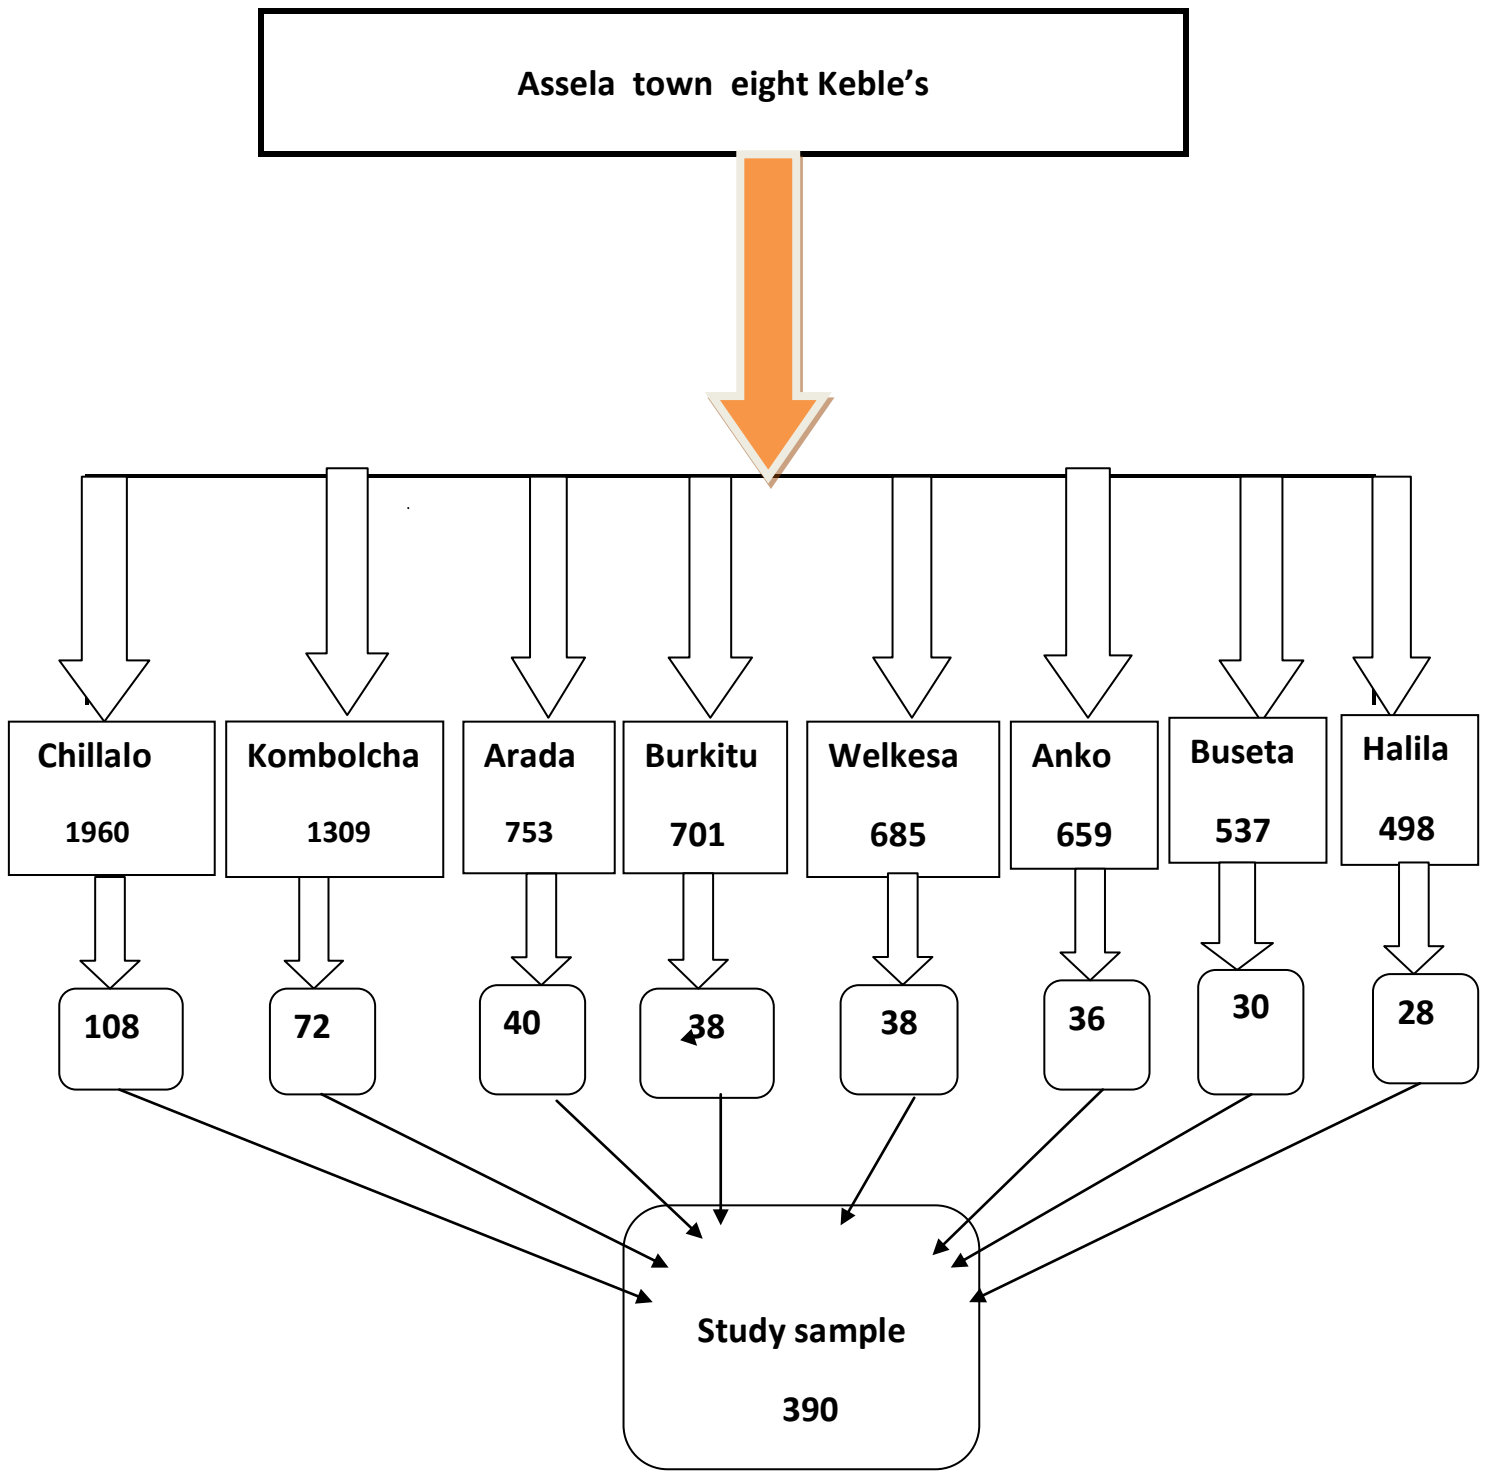 Assela town eight Keble’s
Chillalo
1960
Kombolcha
1309
Arada
753
Burkitu
701
Welkesa
685
Anko
659
Buseta
537
Halila
498
108
72
40
38
38
36
30
28
Study sample
390